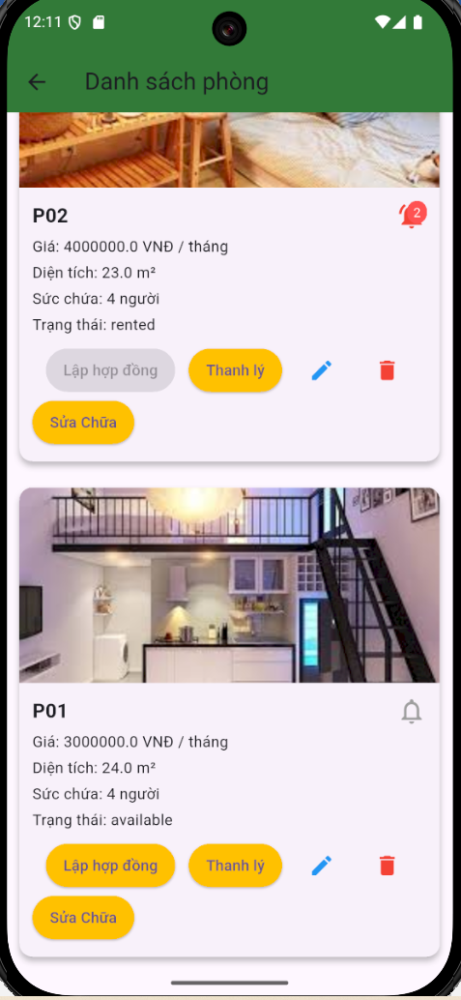 12:11
Danh sách phòng
P02
2
Giá: 4000000.0 VNĐ / tháng
Diện tích: 23.0 m²
Sức chứa: 4 người
Trạng thái: rented
Lập hợp đồng Thanh lý
Sửa Chữa
P01
Giá: 3000000.0 VNĐ / tháng
Diện tích: 24.0 m²
Sức chứa: 4 người
Trạng thái: available
Lập hợp đồng Thanh lý
Sửa Chữa